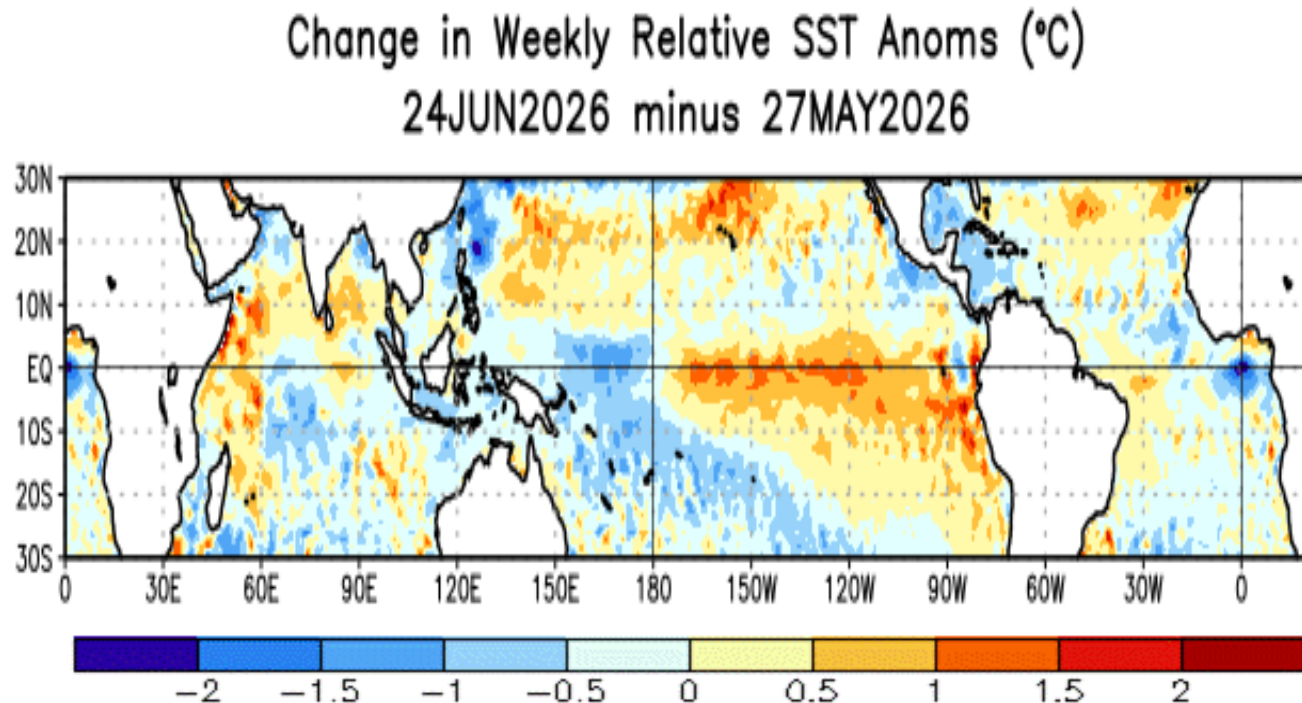 Change in Weekly Relative SST Anoms (°C)
24JUN2026 minus 27MAY2026
30N
20N
10N
EQ
10S
20S
30S
0 30E 60E 90E 120E 150E 180 150W 120W 90W 60W 30W 0
-2 -1.5 -1 -0.5 0 0.5 1 1.5 2